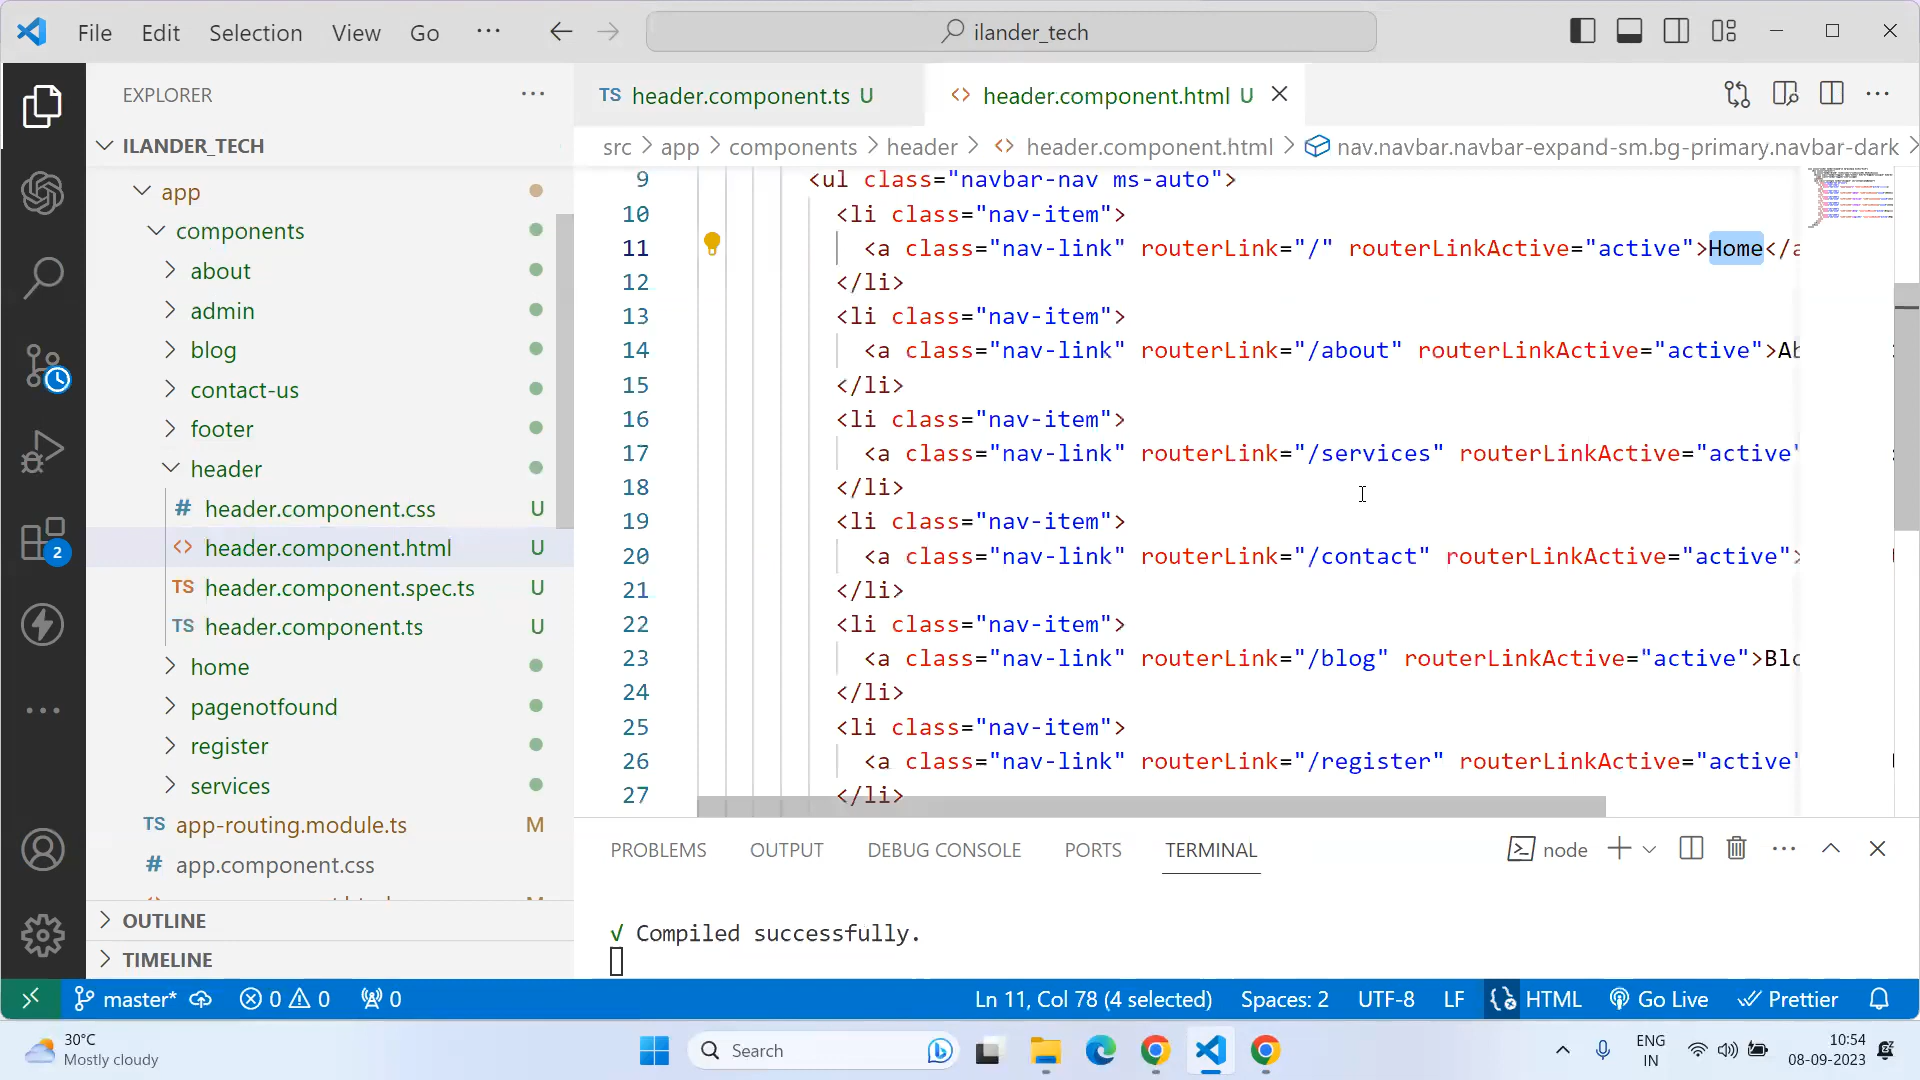 File Edit Selection View Go ···
ilander_tech
EXPLORER
ILANDER_TECH
app
components
about
admin
blog
contact-us
footer
header
# header.component.css U
<> header.component.html U
TS header.component.spec.ts U
TS header.component.ts U
home
pagenotfound
register
services
TS app-routing.module.ts M
# app.component.css
OUTLINE
TIMELINE
TS header.component.ts U
<> header.component.html U
src > app > components > header > <> header.component.html > nav.navbar.navbar-expand-sm.bg-primary.navbar-dark >
9 <ul class="navbar-nav ms-auto">
10 <li class="nav-item">
11 <a class="nav-link" routerLink="/" routerLinkActive="active">Home</a
12 </li>
13 <li class="nav-item">
14 <a class="nav-link" routerLink="/about" routerLinkActive="active">Ab
15 </li>
16 <li class="nav-item">
17 <a class="nav-link" routerLink="/services" routerLinkActive="active"
18 </li>
19 <li class="nav-item">
20 <a class="nav-link" routerLink="/contact" routerLinkActive="active">
21 </li>
22 <li class="nav-item">
23 <a class="nav-link" routerLink="/blog" routerLinkActive="active">Blo
24 </li>
25 <li class="nav-item">
26 <a class="nav-link" routerLink="/register" routerLinkActive="active"
27 </li>
PROBLEMS OUTPUT DEBUG CONSOLE PORTS TERMINAL
node
√ Compiled successfully.
2
master* 0 0 0
Ln 11, Col 78 (4 selected) Spaces: 2 UTF-8 LF HTML Go Live Prettier
30°C
Mostly cloudy
Search
ENG
IN
10:54
08-09-2023